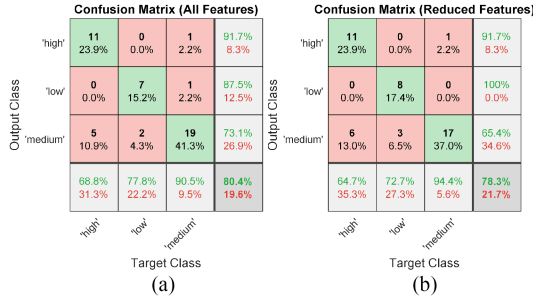 Confusion Matrix (All Features)
Output Class
'high'
11 0 1 91.7%
23.9% 0.0% 2.2% 8.3%
'low'
0 7 1 87.5%
0.0% 15.2% 2.2% 12.5%
'medium'
5 2 19 73.1%
10.9% 4.3% 41.3% 26.9%
68.8% 77.8% 90.5% 80.4%
31.3% 22.2% 9.5% 19.6%
'high' 'low' 'medium'
Target Class
(a)
Confusion Matrix (Reduced Features)
Output Class
'high'
11 0 1 91.7%
23.9% 0.0% 2.2% 8.3%
'low'
0 8 0 100%
0.0% 17.4% 0.0% 0.0%
'medium'
6 3 17 65.4%
13.0% 6.5% 37.0% 34.6%
64.7% 72.7% 94.4% 78.3%
35.3% 27.3% 5.6% 21.7%
'high' 'low' 'medium'
Target Class
(b)